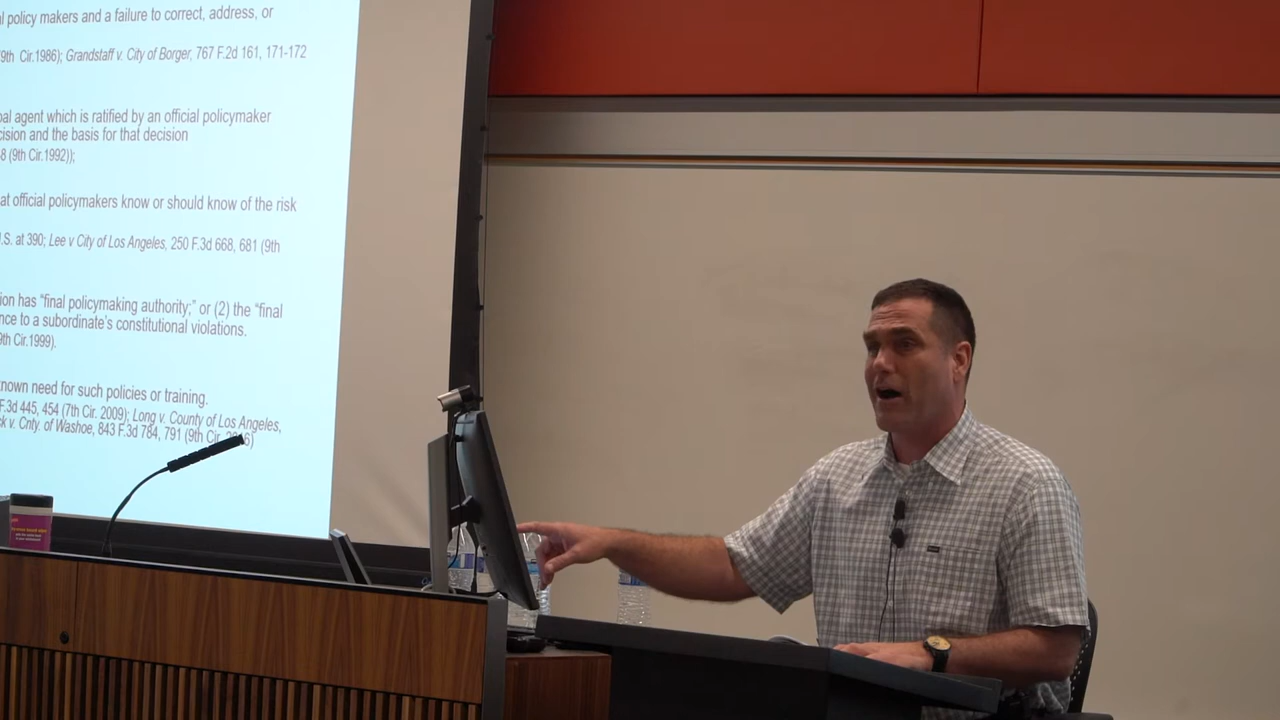 l policy makers and a failure to correct, address, or
9th Cir.1986); Grandstaff v. City of Borger, 767 F.2d 161, 171-172
pal agent which is ratified by an official policymaker
cision and the basis for that decision
8 (9th Cir.1992));
at official policymakers know or should know of the risk
J.S. at 390; Lee v City of Los Angeles, 250 F.3d 668, 681 (9th
ion has “final policymaking authority;” or (2) the “final
nce to a subordinate’s constitutional violations.
9th Cir.1999).
known need for such policies or training.
F.3d 445, 454 (7th Cir. 2009); Long v. County of Los Angeles,
k v. Cnty. of Washoe, 843 F.3d 784, 791 (9th Cir. 2016)